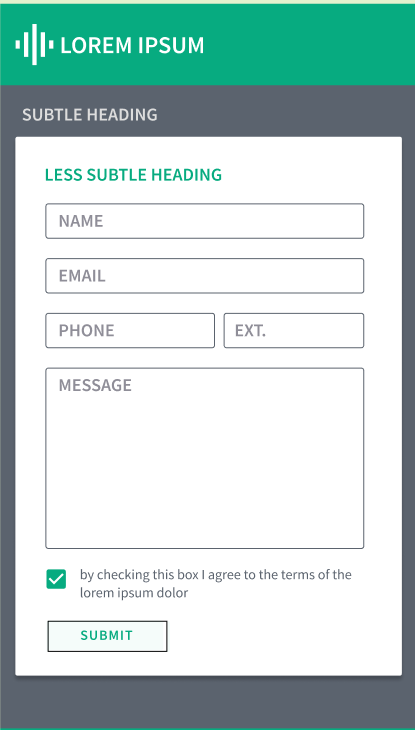 LOREM IPSUM
SUBTLE HEADING
LESS SUBTLE HEADING
NAME
EMAIL
PHONE
EXT.
MESSAGE
by checking this box I agree to the terms of the
lorem ipsum dolor
SUBMIT